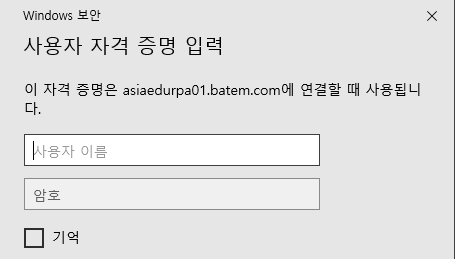 Windows 보안
사용자 자격 증명 입력
이 자격 증명은 asiaedurpa01.batem.com에 연결할 때 사용됩니
다.
사용자 이름
암호
기억